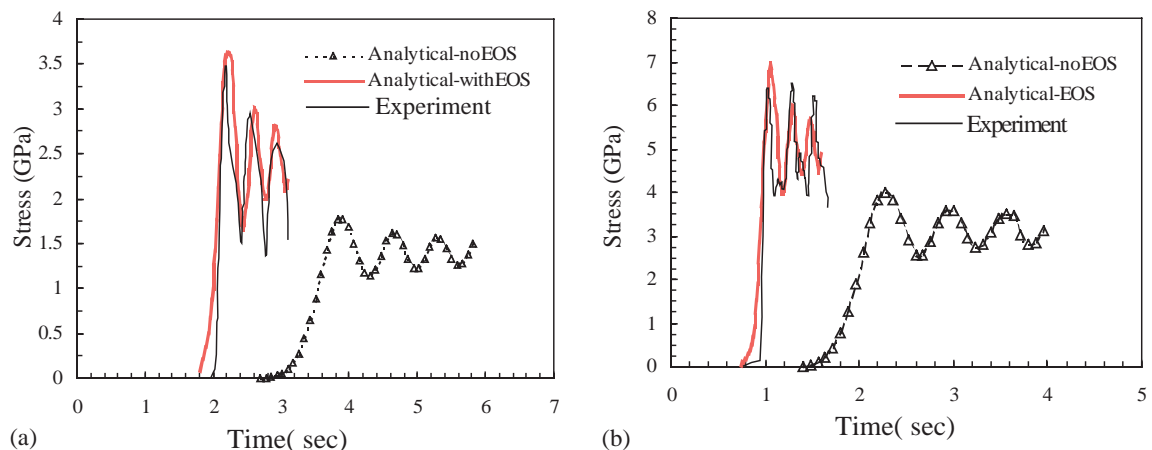 4
3.5
3
2.5
2
1.5
1
0.5
0
Stress (GPa)
Analytical-noEOS
Analytical-withEOS
Experiment
0 1 2 3 4 5 6 7
Time( sec)
(a)
8
7
6
5
4
3
2
1
0
Stress (GPa)
Analytical-noEOS
Analytical-EOS
Experiment
0 1 2 3 4 5
Time( sec)
(b)